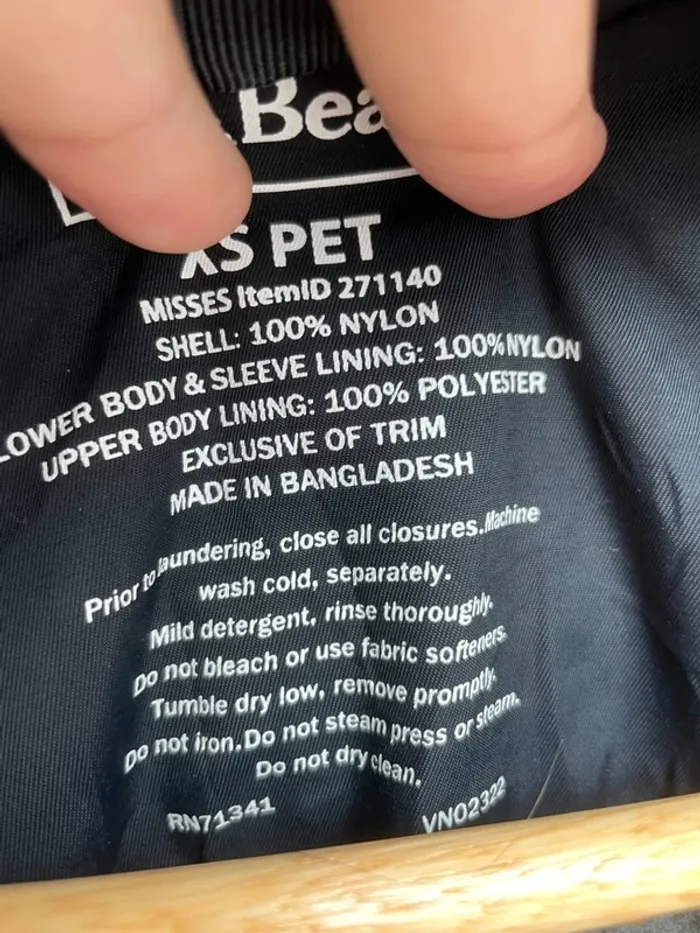 Bea
XS PET
MISSES ItemID 271140
SHELL: 100% NYLON
LOWER BODY & SLEEVE LINING: 100% NYLON
UPPER BODY LINING: 100% POLYESTER
EXCLUSIVE OF TRIM
MADE IN BANGLADESH
Prior to laundering, close all closures. Machine
wash cold, separately.
Mild detergent, rinse thoroughly.
Do not bleach or use fabric softeners.
Tumble dry low, remove promptly.
Do not iron. Do not steam press or steam.
Do not dry clean.
RN71341 VN02322